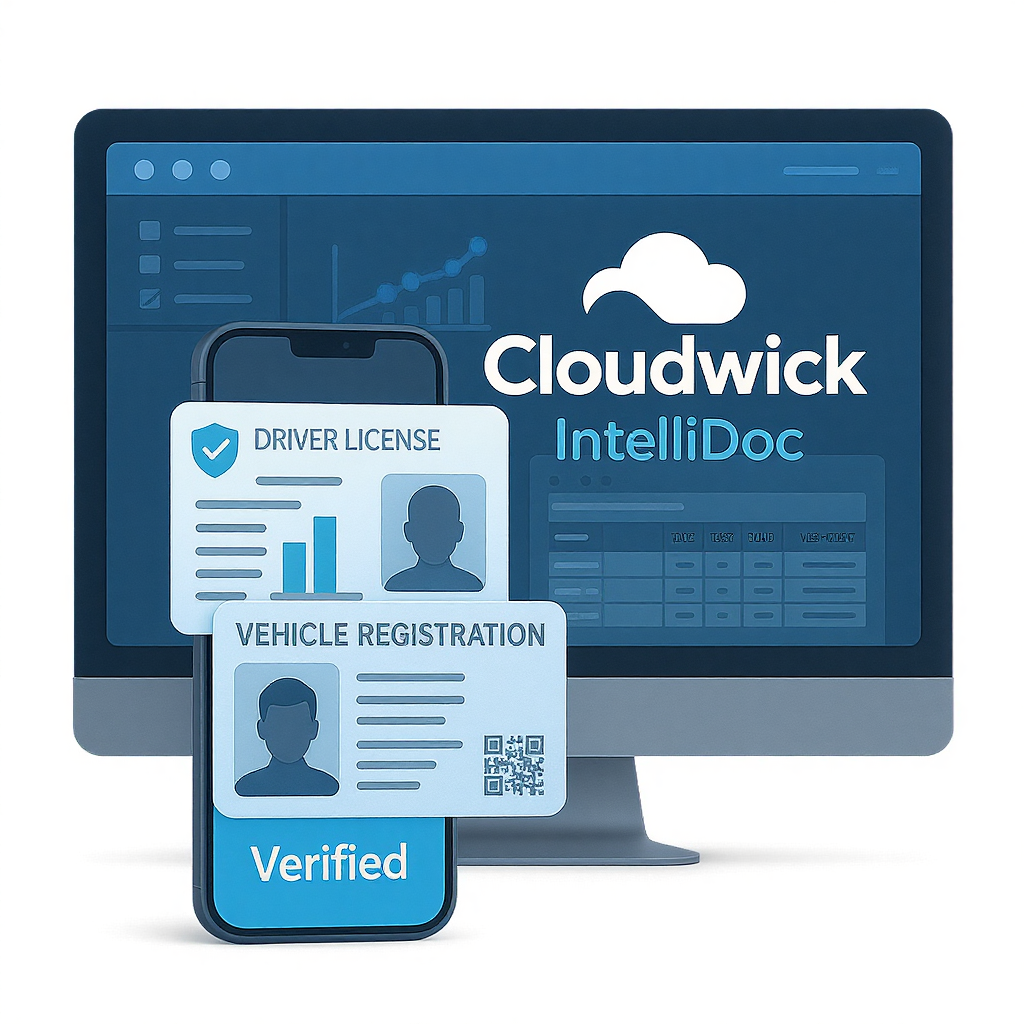 Cloudwick
IntelliDoc
DRIVER LICENSE
VEHICLE REGISTRATION
Verified